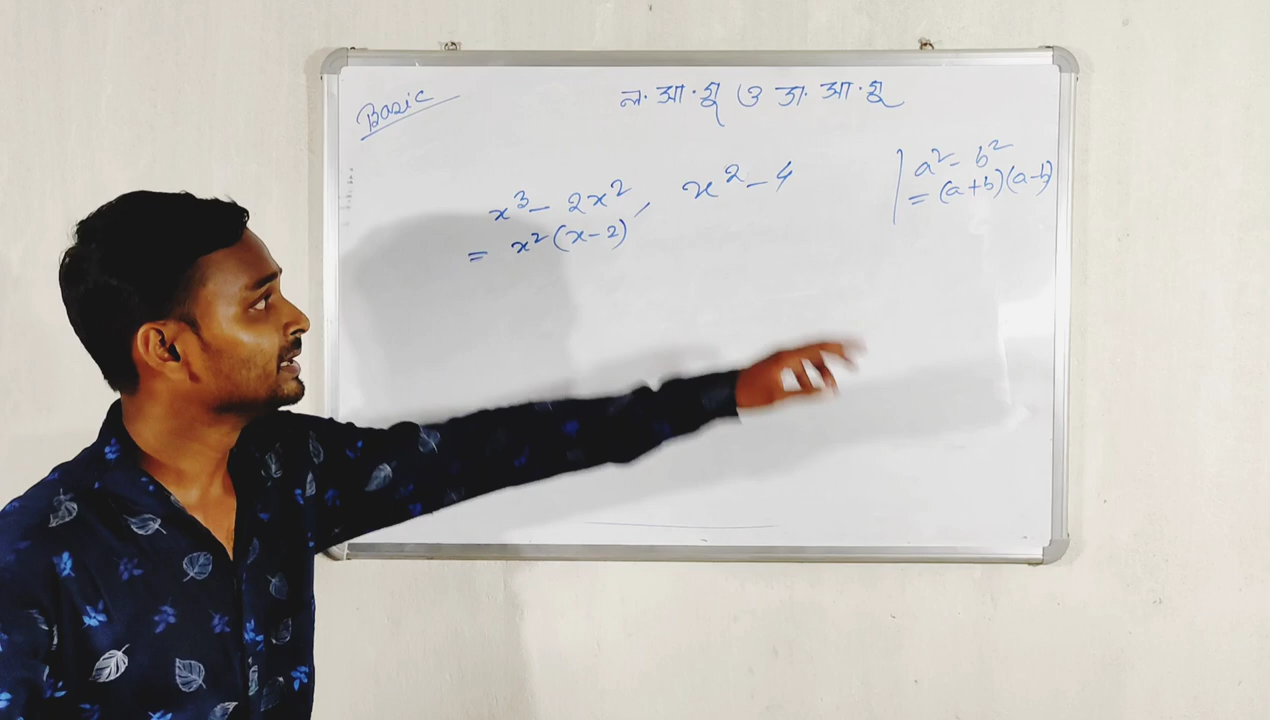 Basic
ল. সা. গু ও গ. সা. গু
x³ - 2x², x² - 4
= x²(x-2)
a² - b²
= (a+b)(a-b)